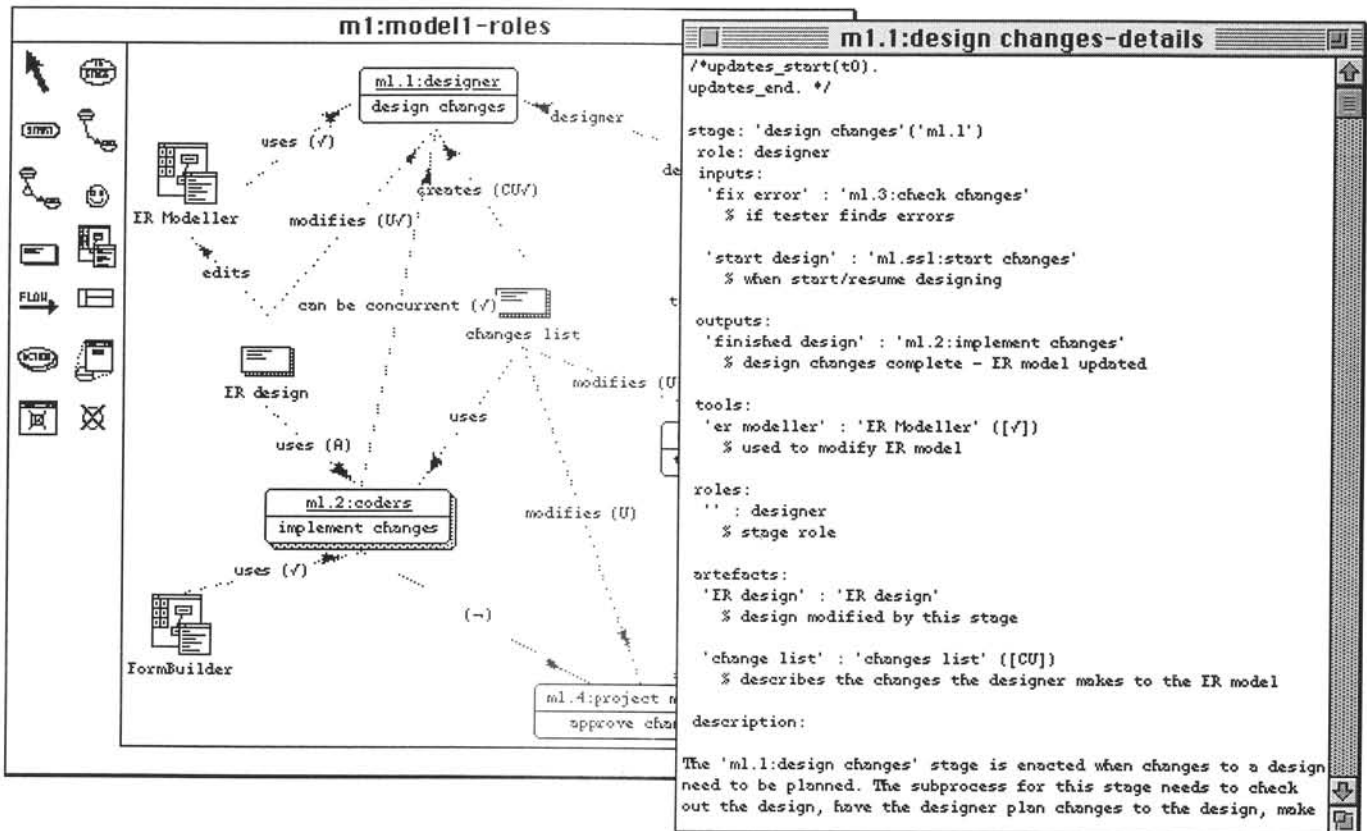 m1:model1-roles
START
FLOW
ACTION
m1.1:designer
design changes
designer
uses (√)
creates (CU√)
ER Modeller
modifies (U√)
edits
can be concurrent (√)
changes list
ER design
modifies (U
uses
uses (A)
m1.2:coders
implement changes
modifies (U)
uses (√)
(¬)
FormBuilder
m1.4:project m
approve chan
m1.1:design changes-details
/*updates_start(t0).
updates_end. */
stage: 'design changes'('m1.1')
role: designer
inputs:
'fix error' : 'm1.3:check changes'
% if tester finds errors
'start design' : 'm1.ss1:start changes'
% when start/resume designing
outputs:
'finished design' : 'm1.2:implement changes'
% design changes complete - ER model updated
tools:
'er modeller' : 'ER Modeller' ([√])
% used to modify ER model
roles:
'' : designer
% stage role
artefacts:
'ER design' : 'ER design'
% design modified by this stage
'change list' : 'changes list' ([CU])
% describes the changes the designer makes to the ER model
description:
The 'm1.1:design changes' stage is enacted when changes to a design
need to be planned. The subprocess for this stage needs to check
out the design, have the designer plan changes to the design, make